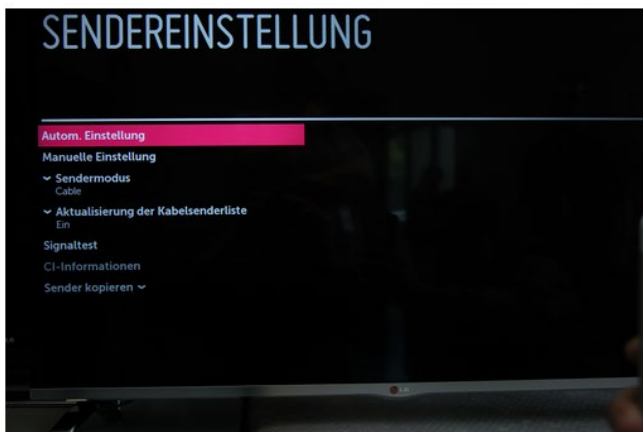 SENDEREINSTELLUNG
Autom. Einstellung
Manuelle Einstellung
Sendermodus
Cable
Aktualisierung der Kabelsenderliste
Ein
Signaltest
CI-Informationen
Sender kopieren
LG